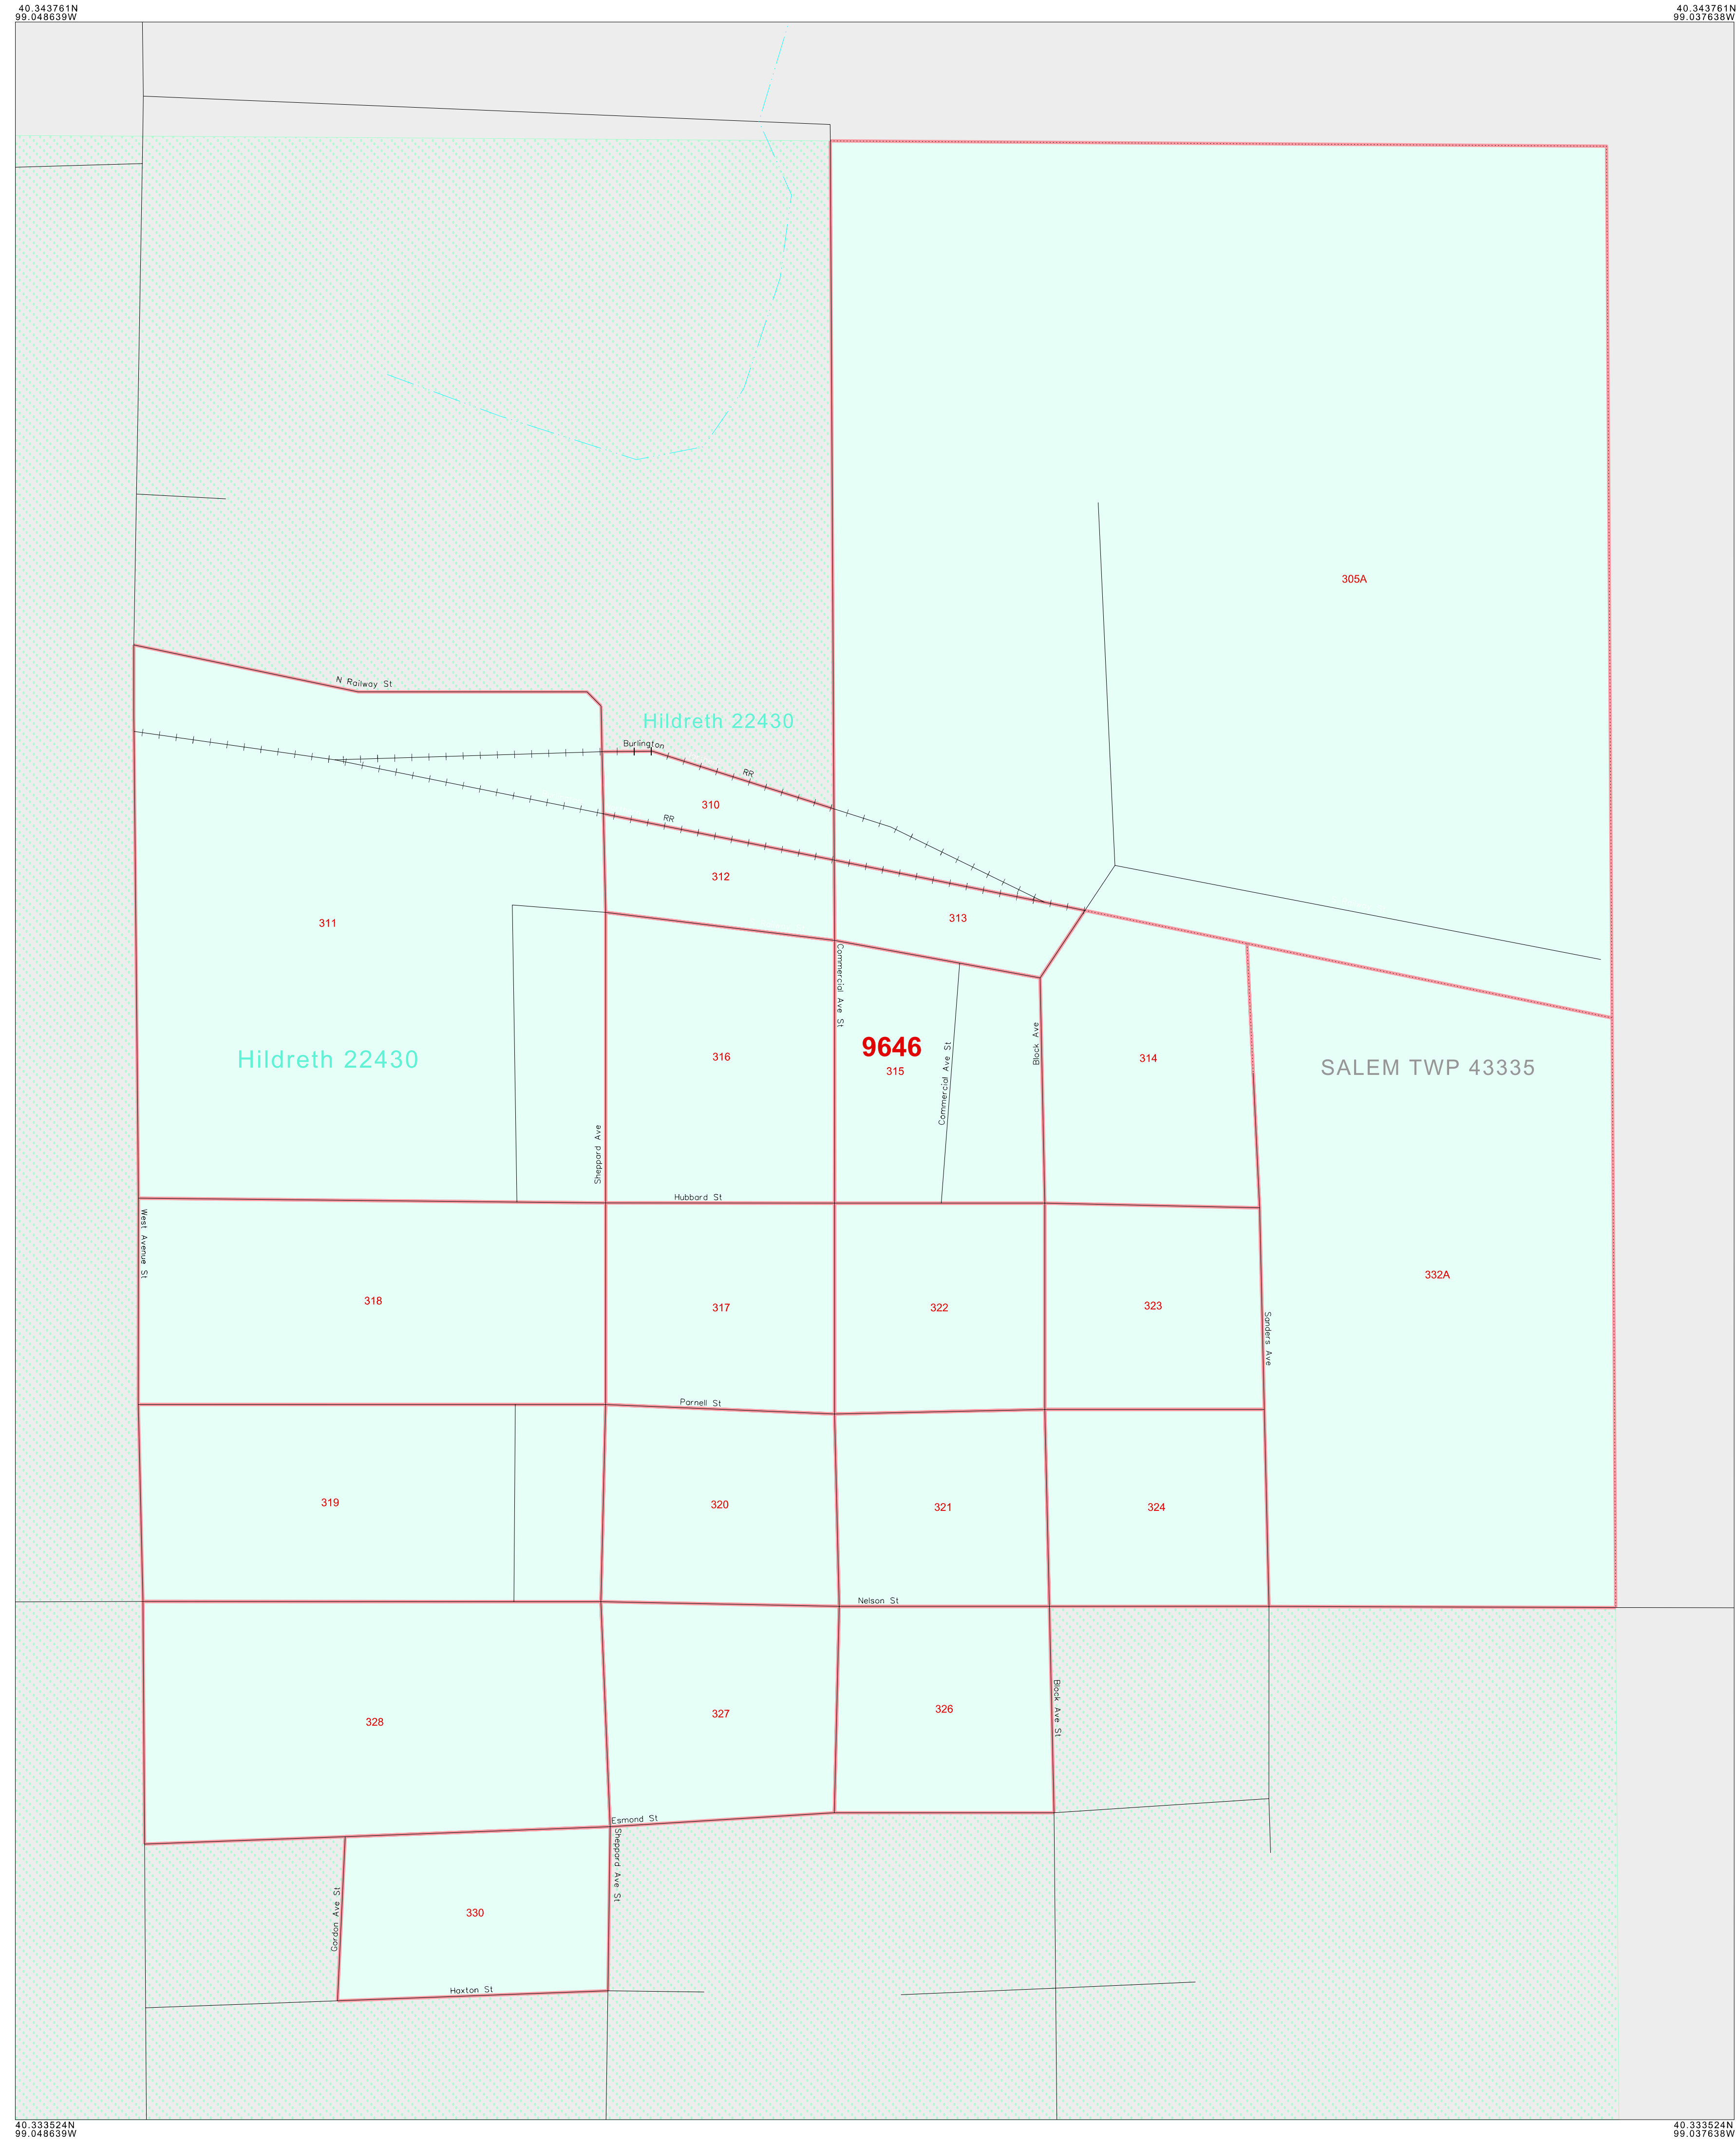 40.343761N
99.048639W
40.343761N
99.037638W
305A
N Railway St
Hildreth 22430
Burlington
RR
310
RR
312
313
311
Commercial Ave St
9646
315
Commercial Ave St
Block Ave
316
314
Hildreth 22430
SALEM TWP 43335
Sheppard Ave
Hubbard St
West Avenue St
318
317
322
323
332A
Sanders Ave
Parnell St
319
320
321
324
Nelson St
328
327
326
Block Ave St
Esmond St
Sheppard Ave St
Gordon Ave St
330
Haxton St
40.333524N
99.048639W
40.333524N
99.037638W